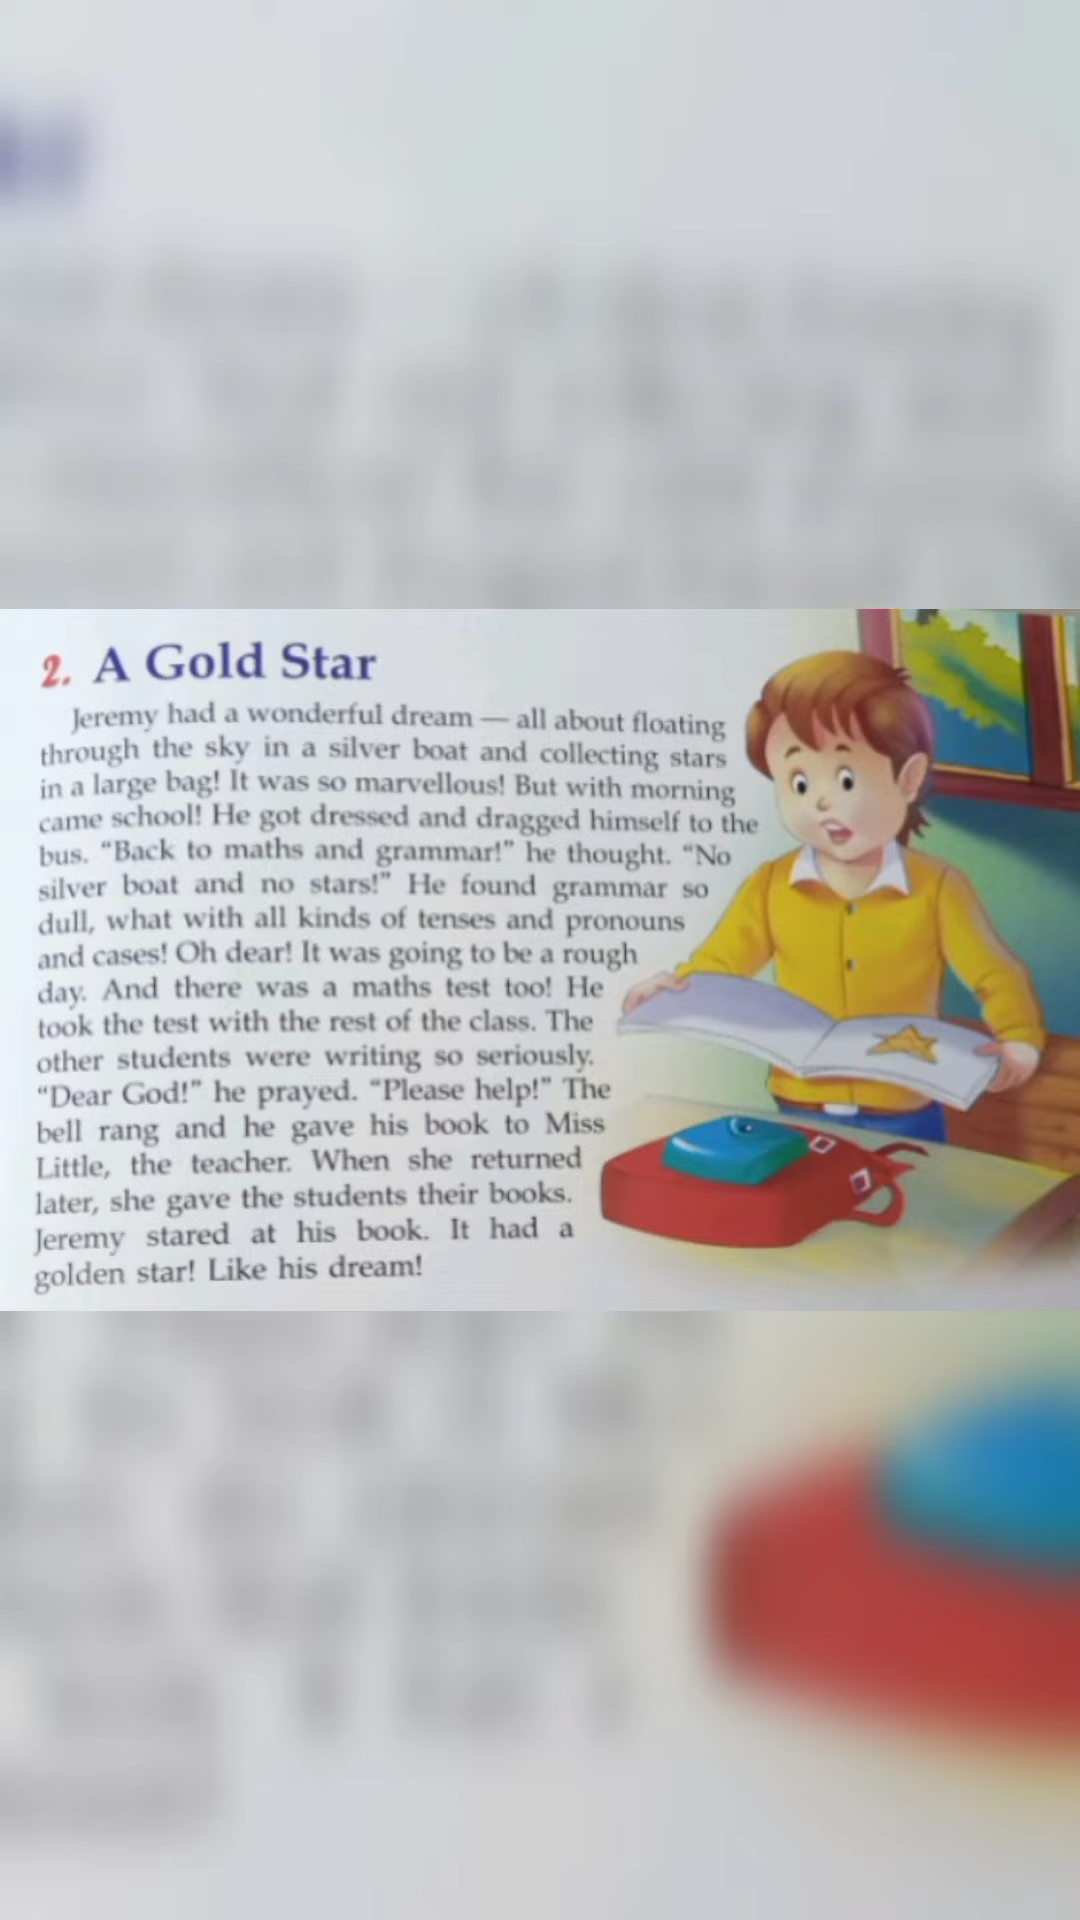 2. A Gold Star
Jeremy had a wonderful dream — all about floating
through the sky in a silver boat and collecting stars
in a large bag! It was so marvellous! But with morning
came school! He got dressed and dragged himself to the
bus. “Back to maths and grammar!” he thought. “No
silver boat and no stars!” He found grammar so
dull, what with all kinds of tenses and pronouns
and cases! Oh dear! It was going to be a rough
day. And there was a maths test too! He
took the test with the rest of the class. The
other students were writing so seriously.
“Dear God!” he prayed. “Please help!” The
bell rang and he gave his book to Miss
Little, the teacher. When she returned
later, she gave the students their books.
Jeremy stared at his book. It had a
golden star! Like his dream!